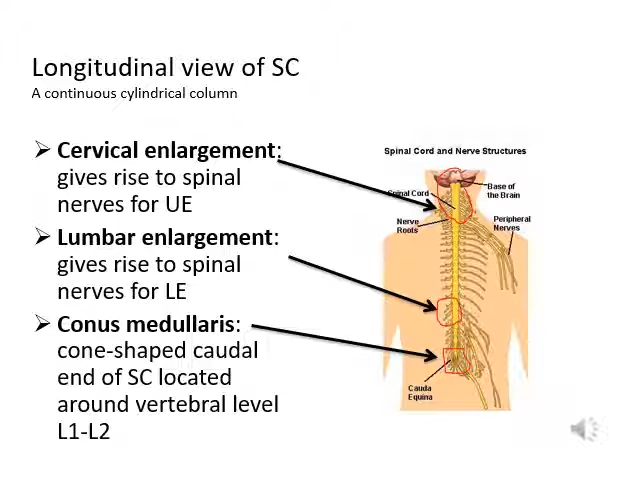 Longitudinal view of SC
A continuous cylindrical column
Cervical enlargement:
gives rise to spinal
nerves for UE
Lumbar enlargement:
gives rise to spinal
nerves for LE
Conus medullaris:
cone-shaped caudal
end of SC located
around vertebral level
L1-L2
Spinal Cord and Nerve Structures
Spinal Cord
Base of
the Brain
Nerve
Roots
Peripheral
Nerves
Cauda
Equina